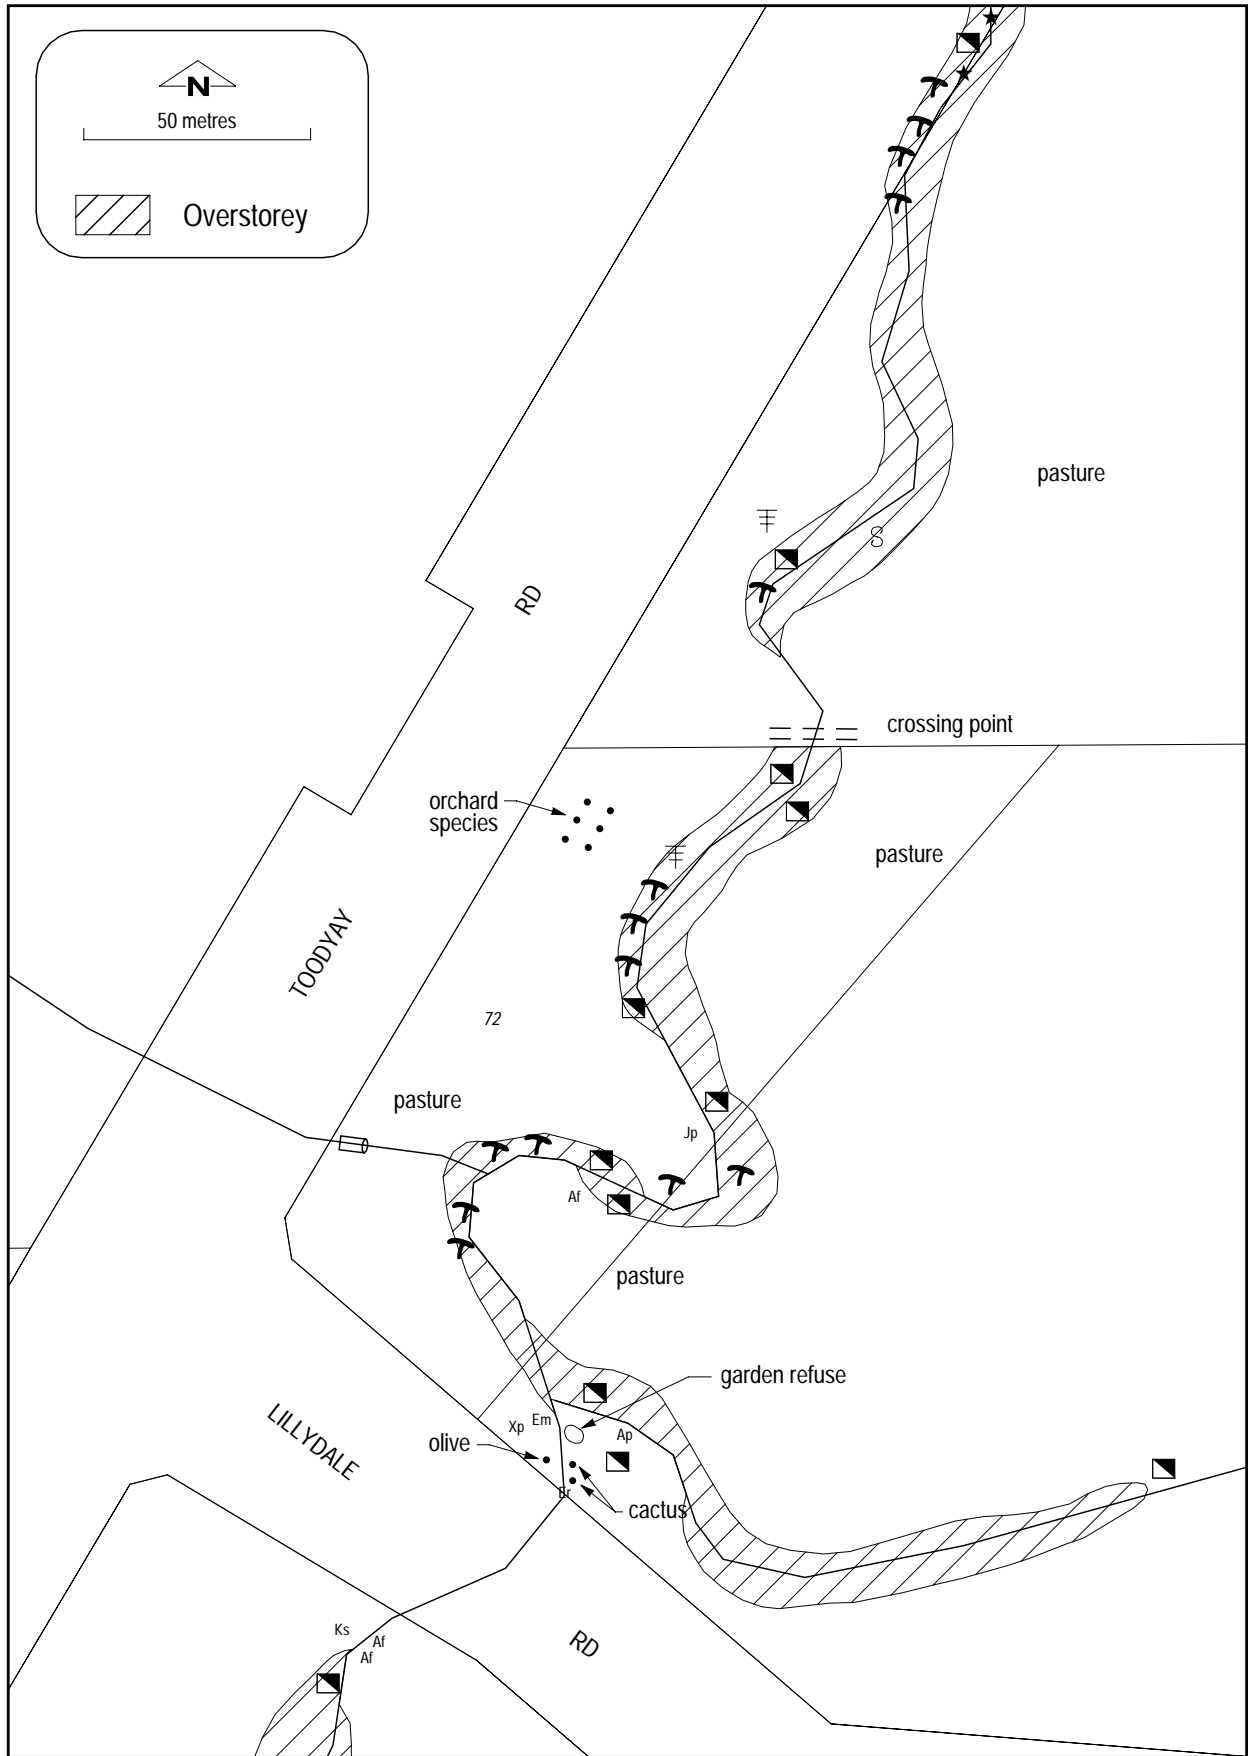 N
50 metres
Overstorey
pasture
S
RD
crossing point
orchard
species
pasture
TOODYAY
72
pasture
Jp
Af
pasture
garden refuse
LILLYDALE
Xp
Em
Ap
olive
Er
cactus
Ks
Af
Af
RD